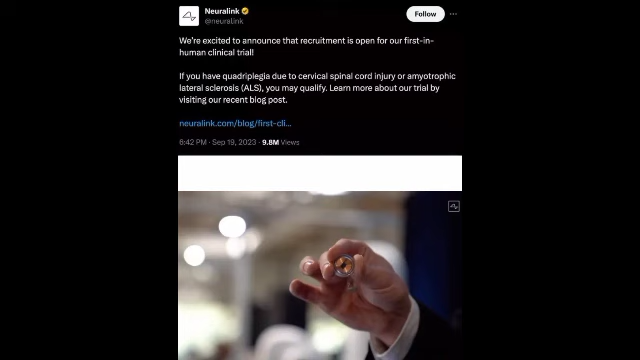 Neuralink
@neuralink
Follow
We're excited to announce that recruitment is open for our first-in-
human clinical trial!
If you have quadriplegia due to cervical spinal cord injury or amyotrophic
lateral sclerosis (ALS), you may qualify. Learn more about our trial by
visiting our recent blog post.
neuralink.com/blog/first-cli...
6:42 PM · Sep 19, 2023 · 9.8M Views